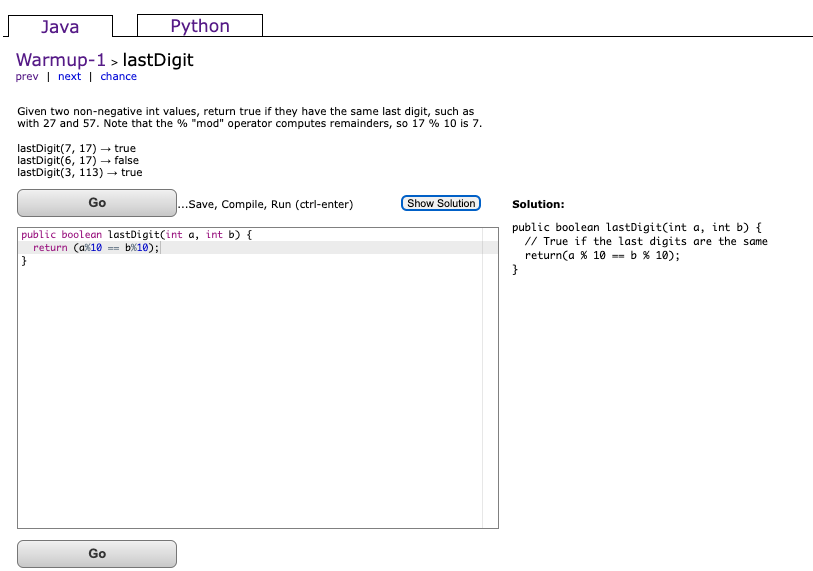 Java
Python
Warmup-1 > lastDigit
prev | next | chance
Given two non-negative int values, return true if they have the same last digit, such as
with 27 and 57. Note that the % "mod" operator computes remainders, so 17 % 10 is 7.
lastDigit(7, 17) → true
lastDigit(6, 17) → false
lastDigit(3, 113) → true
Go
...Save, Compile, Run (ctrl-enter)
Show Solution
public boolean lastDigit(int a, int b) {
  return (a%10 == b%10);
}
Go
Solution:
public boolean lastDigit(int a, int b) {
  // True if the last digits are the same
  return(a % 10 == b % 10);
}